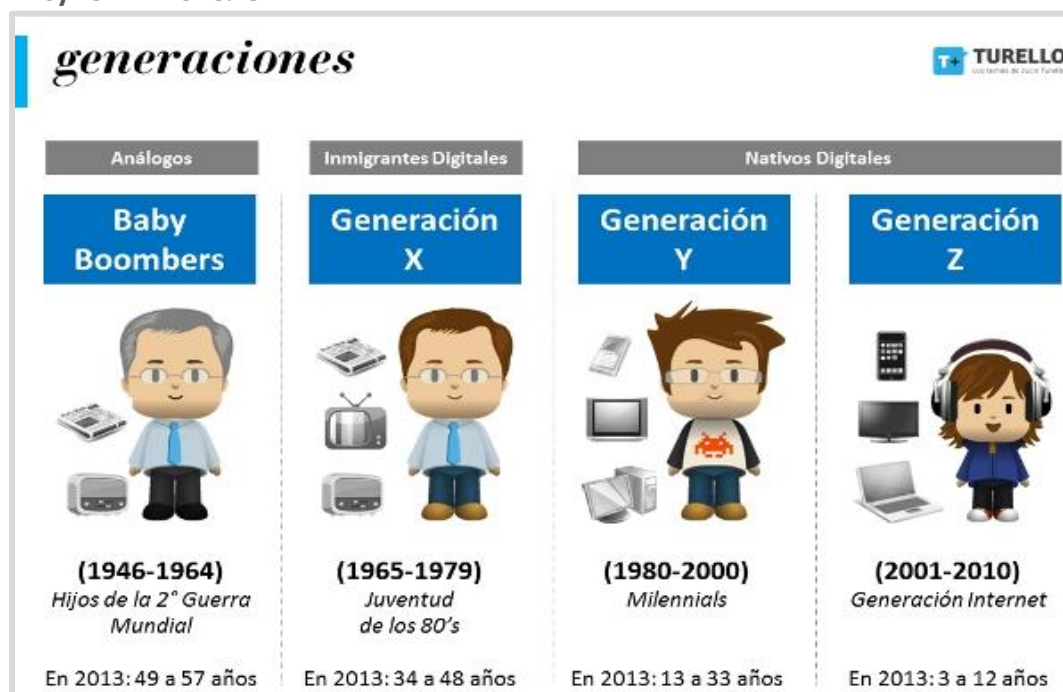 generaciones
T+ TURELLO
Análogos
Inmigrantes Digitales
Nativos Digitales
Baby
Boombers
Generación
X
Generación
Y
Generación
Z
(1946-1964)
Hijos de la 2° Guerra
Mundial
(1965-1979)
Juventud
de los 80's
(1980-2000)
Milennials
(2001-2010)
Generación Internet
En 2013: 49 a 57 años
En 2013: 34 a 48 años
En 2013: 13 a 33 años
En 2013: 3 a 12 años